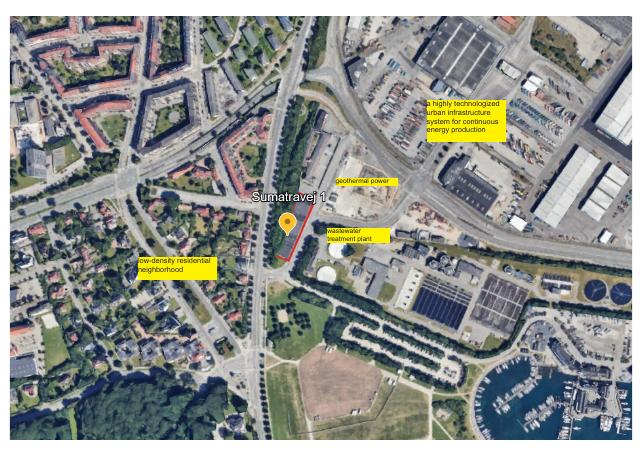 a highly technologized
urban infrastructure
system for continuous
energy production
geothermal power
Sumatravej 1
wastewater
treatment plant
low-density residential
neighborhood